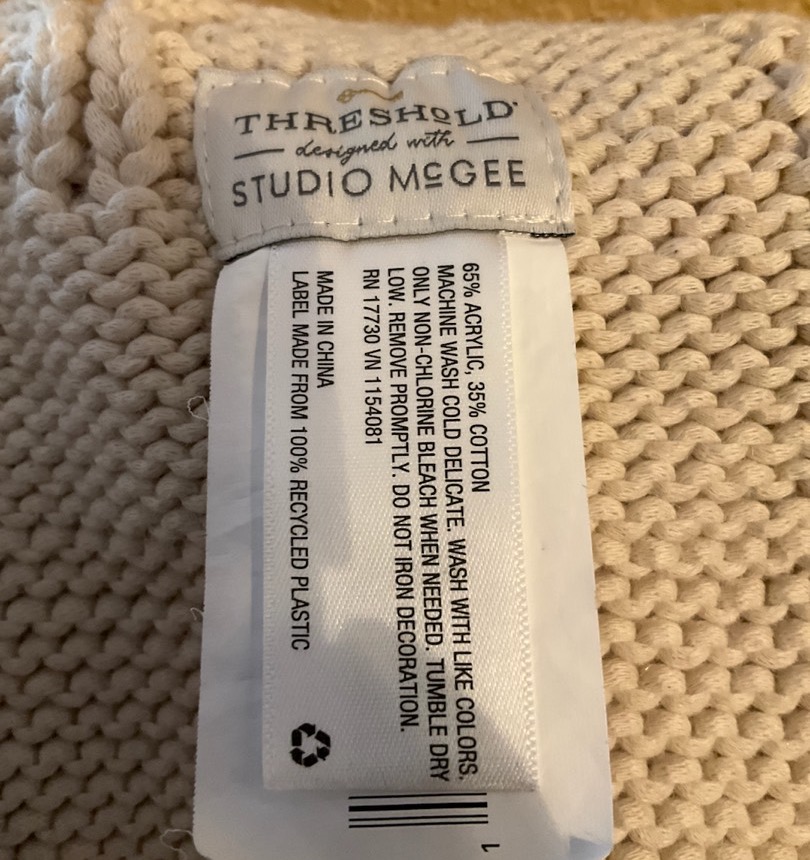 THRESHOLD
designed with
STUDIO McGEE
65% ACRYLIC, 35% COTTON
MACHINE WASH COLD DELICATE. WASH WITH LIKE COLORS.
ONLY NON-CHLORINE BLEACH WHEN NEEDED. TUMBLE DRY
LOW. REMOVE PROMPTLY. DO NOT IRON DECORATION.
RN 17730 VN 1154081
MADE IN CHINA
LABEL MADE FROM 100% RECYCLED PLASTIC
1